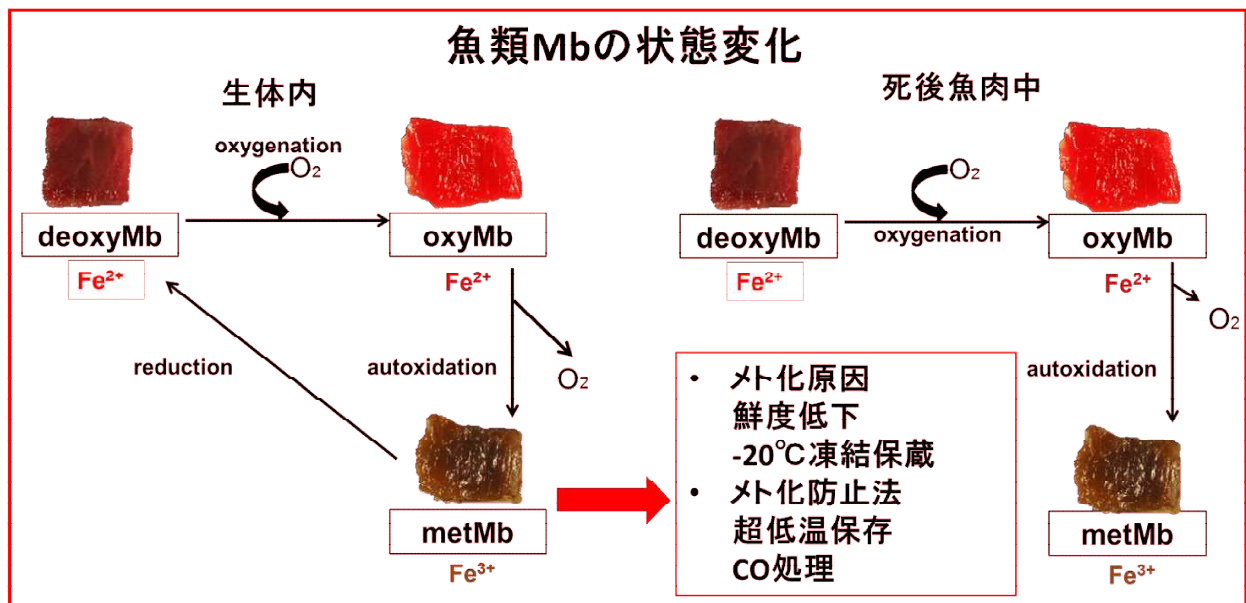 魚類Mbの状態変化
生体内
oxygenation
O₂
deoxyMb
Fe²⁺
oxyMb
Fe²⁺
reduction
autoxidation
O₂
metMb
Fe³⁺
• メト化原因
鮮度低下
-20℃凍結保蔵
• メト化防止法
超低温保存
CO処理
死後魚肉中
O₂
oxygenation
deoxyMb
Fe²⁺
oxyMb
Fe²⁺
O₂
autoxidation
metMb
Fe³⁺